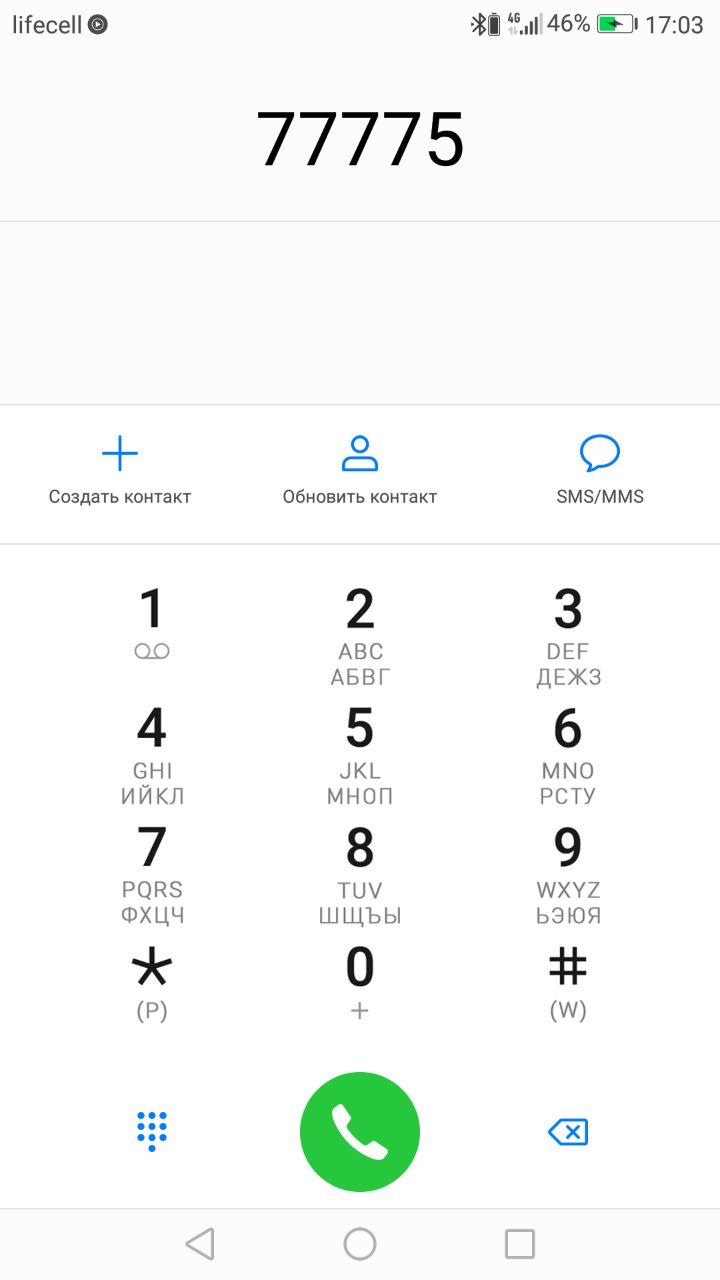 lifecell 4G 46% 17:03
77775
Создать контакт Обновить контакт SMS/MMS
1 2 3
ABC DEF
АБВГ ДЕЖЗ
4 5 6
GHI JKL MNO
ИЙКЛ МНОП РСТУ
7 8 9
PQRS TUV WXYZ
ФХЦЧ ШЩЪЫ ЬЭЮЯ
* 0 #
(P) + (W)